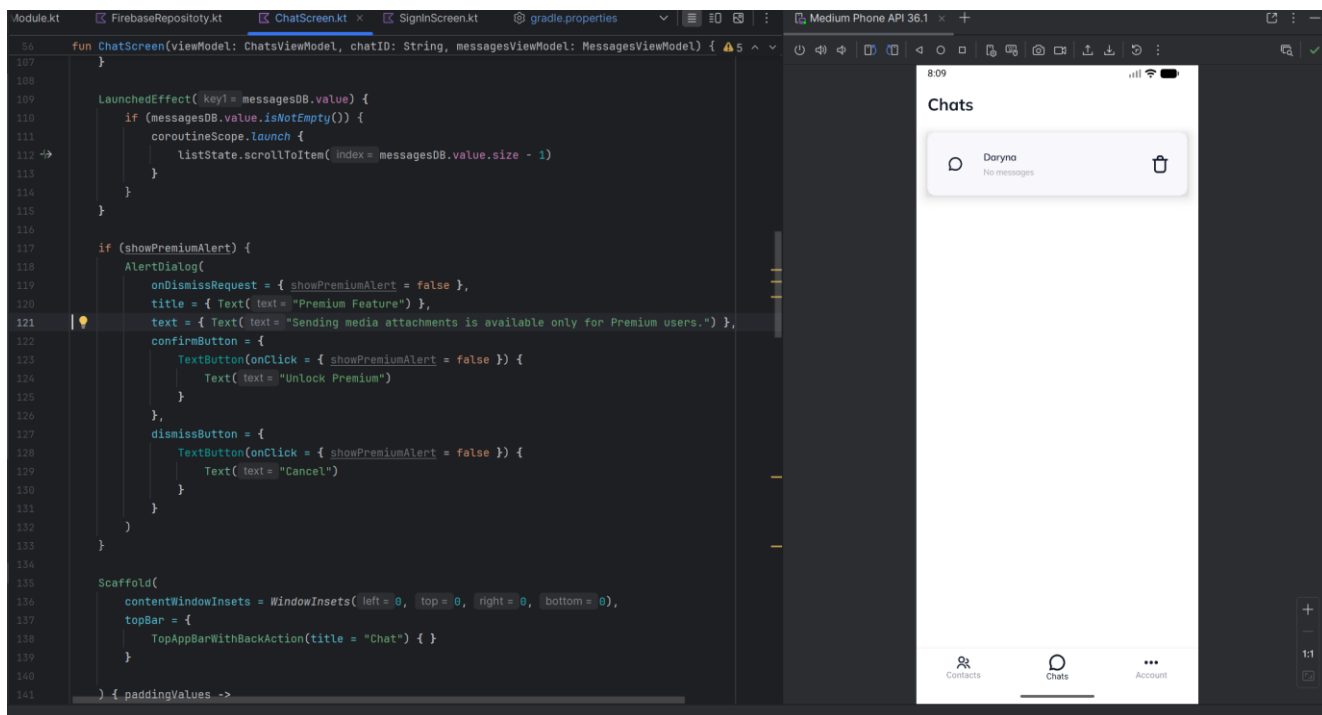 Module.kt FirebaseRepositoty.kt ChatScreen.kt × SignInScreen.kt gradle.properties
56 fun ChatScreen(viewModel: ChatsViewModel, chatID: String, messagesViewModel: MessagesViewModel) { 5
107 }
108
109 LaunchedEffect( key1 = messagesDB.value) {
110 if (messagesDB.value.isNotEmpty()) {
111 coroutineScope.launch {
112 listState.scrollToItem( index = messagesDB.value.size - 1)
113 }
114 }
115 }
116
117 if (showPremiumAlert) {
118 AlertDialog(
119 onDismissRequest = { showPremiumAlert = false },
120 title = { Text( text = "Premium Feature") },
121 text = { Text( text = "Sending media attachments is available only for Premium users.") },
122 confirmButton = {
123 TextButton(onClick = { showPremiumAlert = false }) {
124 Text( text = "Unlock Premium")
125 }
126 },
127 dismissButton = {
128 TextButton(onClick = { showPremiumAlert = false }) {
129 Text( text = "Cancel")
130 }
131 }
132 )
133 }
134
135 Scaffold(
136 contentWindowInsets = WindowInsets( left = 0, top = 0, right = 0, bottom = 0),
137 topBar = {
138 TopAppBarWithBackAction(title = "Chat") { }
139 }
140
141 ) { paddingValues ->
Medium Phone API 36.1 × +
8:09
Chats
Daryna
No messages
Contacts Chats Account
1:1